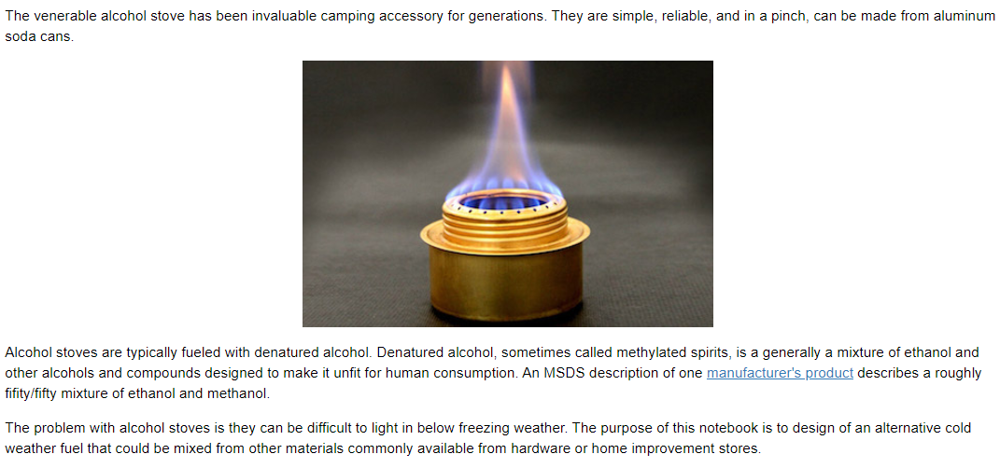 The venerable alcohol stove has been invaluable camping accessory for generations. They are simple, reliable, and in a pinch, can be made from aluminum
soda cans.
Alcohol stoves are typically fueled with denatured alcohol. Denatured alcohol, sometimes called methylated spirits, is a generally a mixture of ethanol and
other alcohols and compounds designed to make it unfit for human consumption. An MSDS description of one manufacturer's product describes a roughly
fifity/fifty mixture of ethanol and methanol.
The problem with alcohol stoves is they can be difficult to light in below freezing weather. The purpose of this notebook is to design of an alternative cold
weather fuel that could be mixed from other materials commonly available from hardware or home improvement stores.